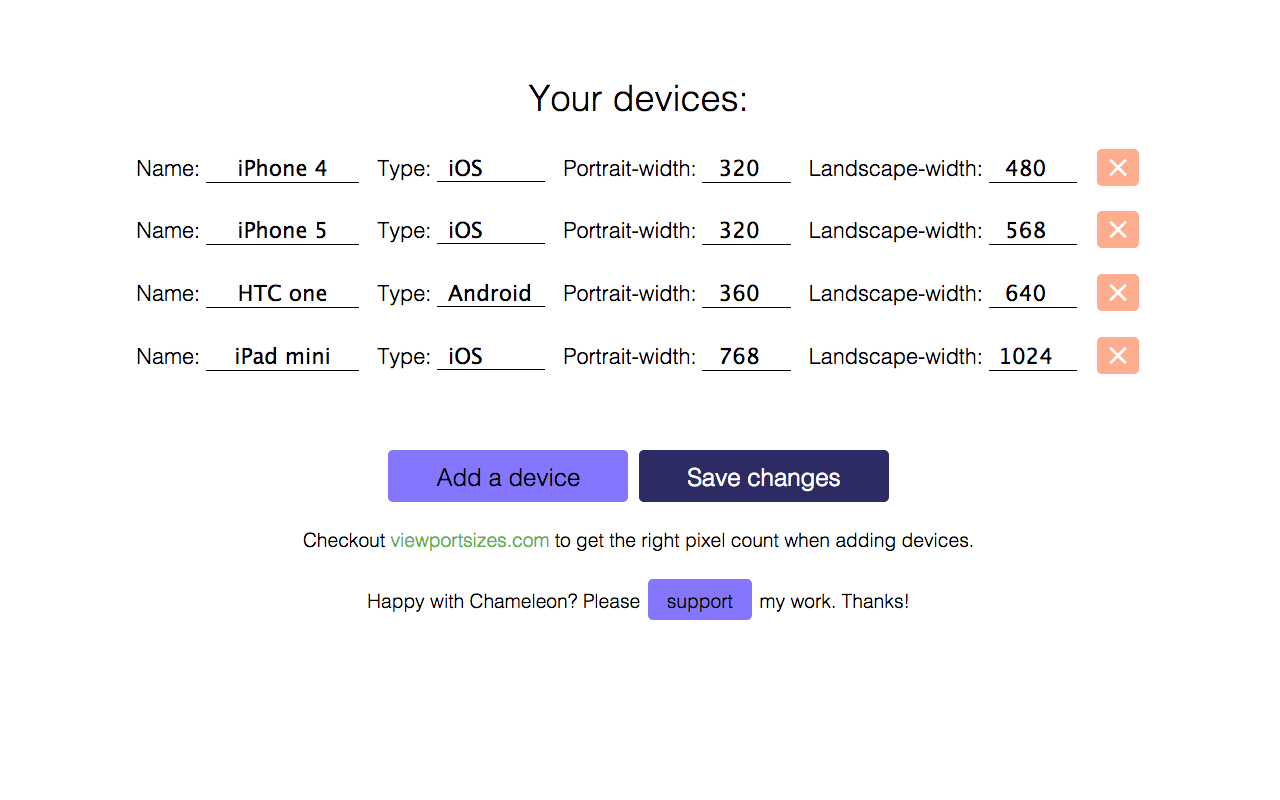 Your devices:
Name: iPhone 4 Type: iOS Portrait-width: 320 Landscape-width: 480
Name: iPhone 5 Type: iOS Portrait-width: 320 Landscape-width: 568
Name: HTC one Type: Android Portrait-width: 360 Landscape-width: 640
Name: iPad mini Type: iOS Portrait-width: 768 Landscape-width: 1024
Add a device Save changes
Checkout viewportsizes.com to get the right pixel count when adding devices.
Happy with Chameleon? Please support my work. Thanks!